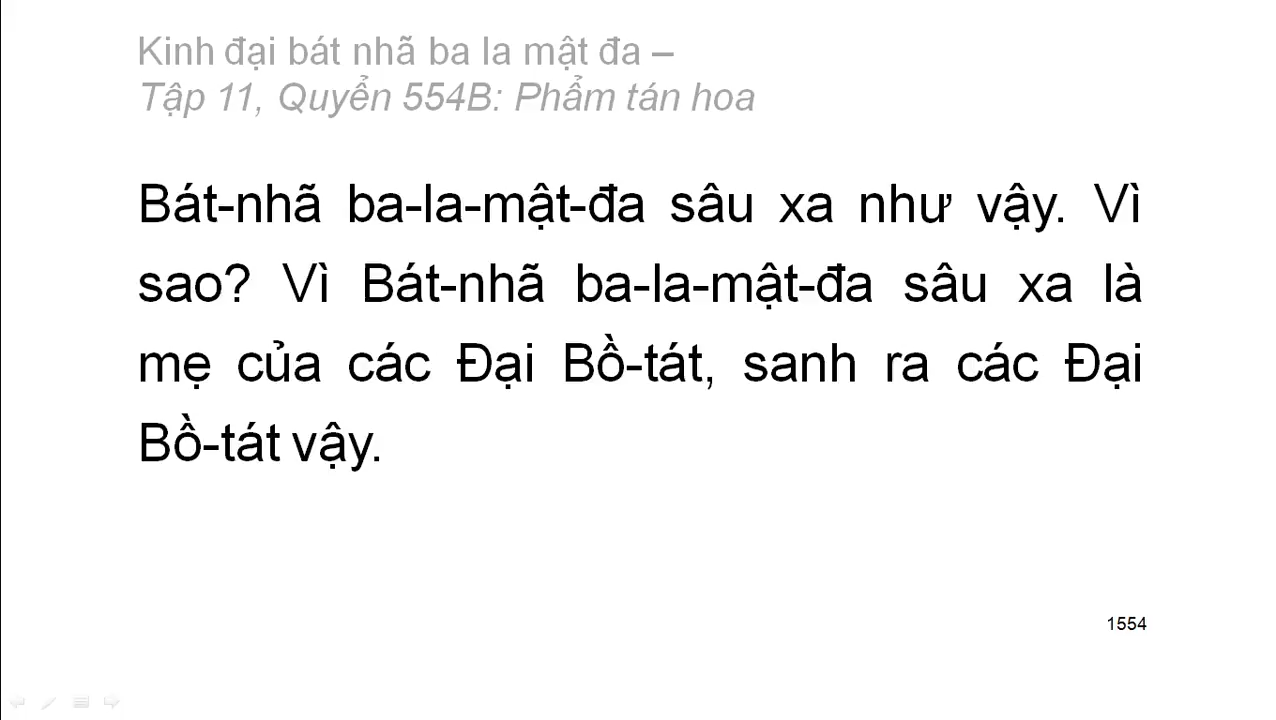 Kinh đại bát nhã ba la mật đa –
Tập 11, Quyển 554B: Phẩm tán hoa
Bát-nhã ba-la-mật-đa sâu xa như vậy. Vì
sao? Vì Bát-nhã ba-la-mật-đa sâu xa là
mẹ của các Đại Bồ-tát, sanh ra các Đại
Bồ-tát vậy.
1554